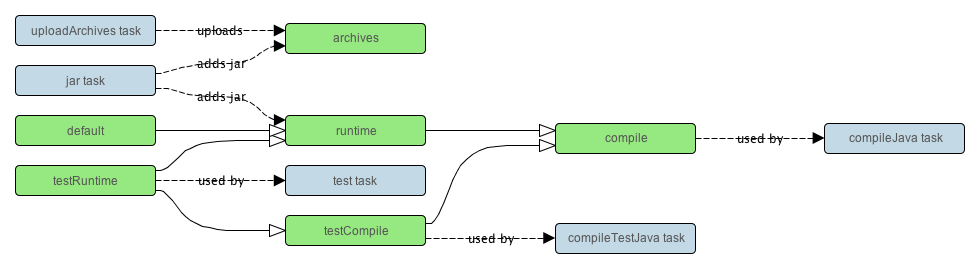 uploadArchives task
uploads
archives
jar task
adds jar
adds jar
default
runtime
compile
used by
compileJava task
testRuntime
used by
test task
testCompile
used by
compileTestJava task